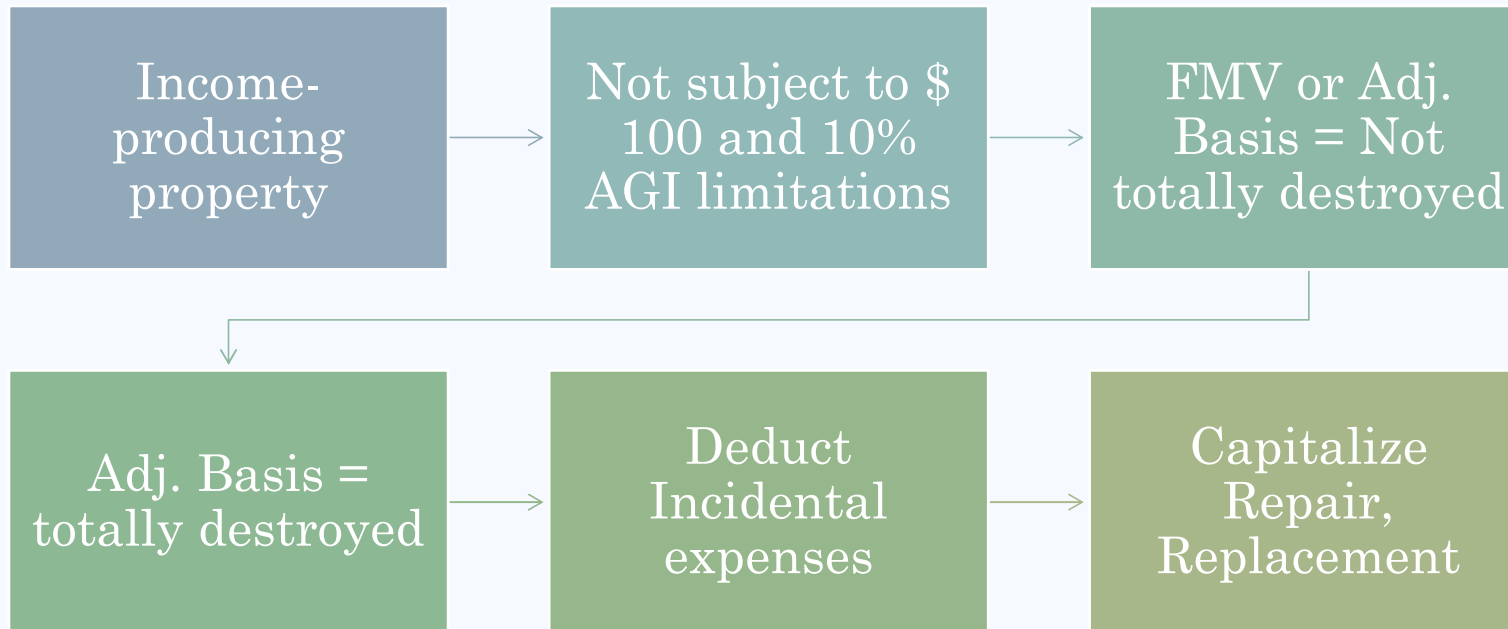 Income-
producing
property
Not subject to $
100 and 10%
AGI limitations
FMV or Adj.
Basis = Not
totally destroyed
Adj. Basis =
totally destroyed
Deduct
Incidental
expenses
Capitalize
Repair,
Replacement